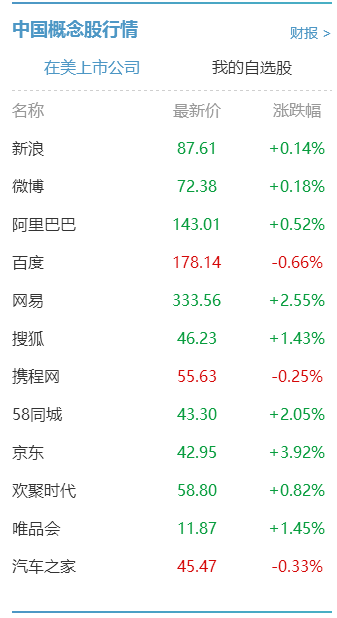 中国概念股行情 财报 >
在美上市公司 我的自选股
名称 最新价 涨跌幅
新浪 87.61 +0.14%
微博 72.38 +0.18%
阿里巴巴 143.01 +0.52%
百度 178.14 -0.66%
网易 333.56 +2.55%
搜狐 46.23 +1.43%
携程网 55.63 -0.25%
58同城 43.30 +2.05%
京东 42.95 +3.92%
欢聚时代 58.80 +0.82%
唯品会 11.87 +1.45%
汽车之家 45.47 -0.33%